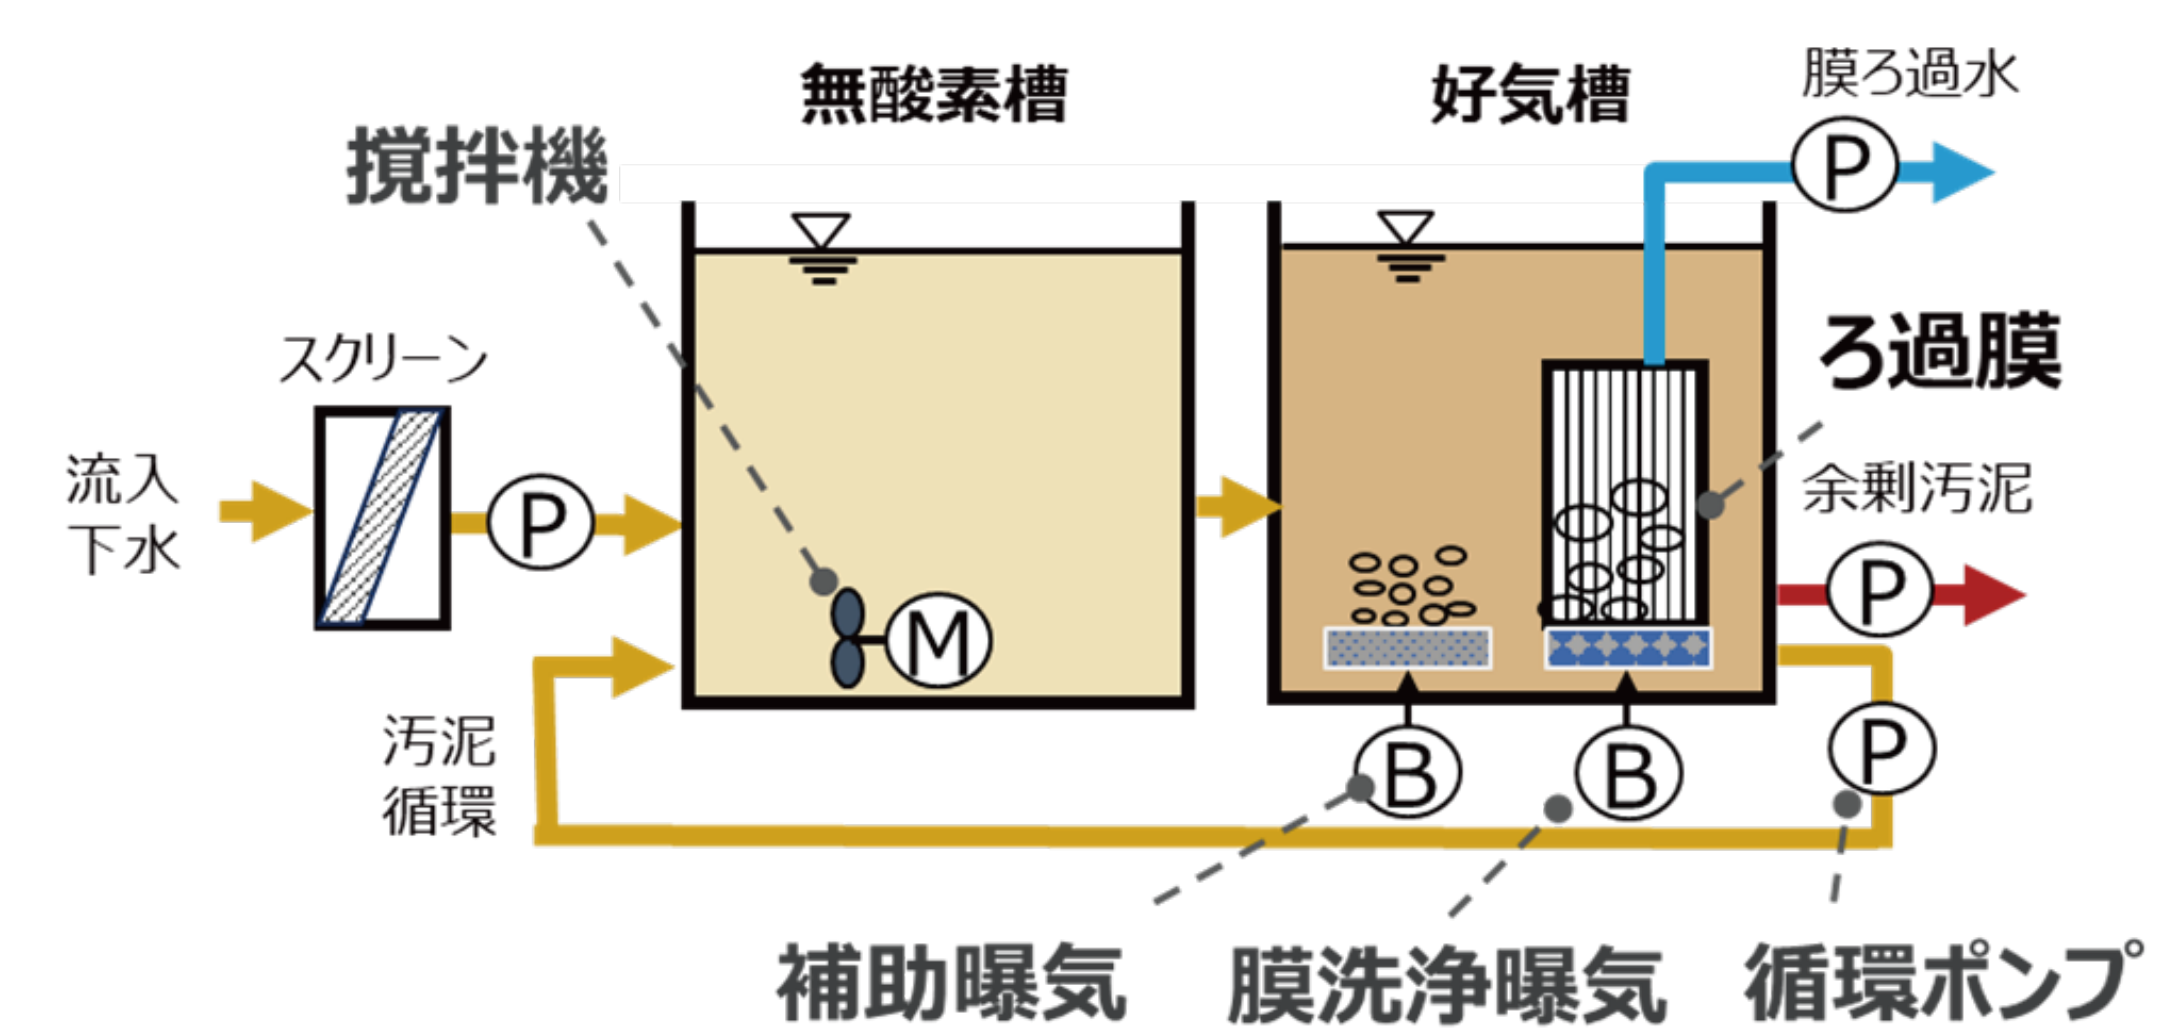 無酸素槽
好気槽
膜ろ過水
P
撹拌機
ろ過膜
スクリーン
流入
下水
P
余剰汚泥
P
M
汚泥
循環
B
B
P
補助曝気
膜洗浄曝気
循環ポンプ